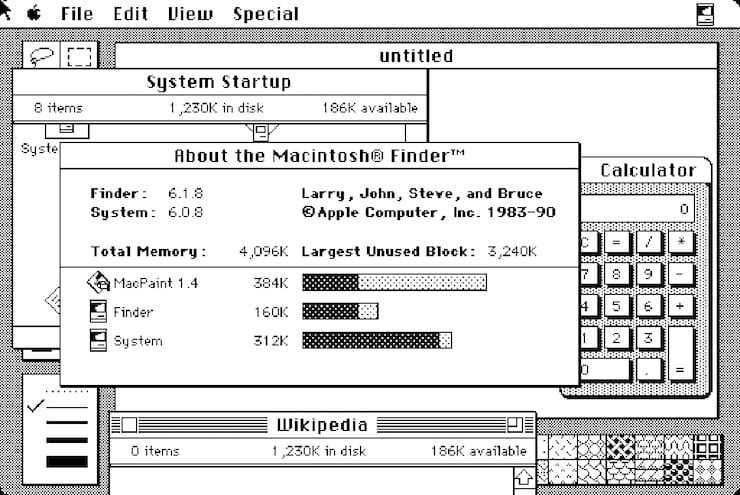 File Edit View Special
untitled
System Startup
8 items 1,230K in disk 186K available
Syste
About the Macintosh® Finder™
Finder: 6.1.8 Larry, John, Steve, and Bruce
System: 6.0.8 ©Apple Computer, Inc. 1983-90
Total Memory: 4,096K Largest Unused Block: 3,240K
MacPaint 1.4 384K
Finder 160K
System 312K
Calculator
0
C = / *
7 8 9 -
4 5 6 +
1 2 3
0 . =
Wikipedia
0 items 1,230K in disk 186K available